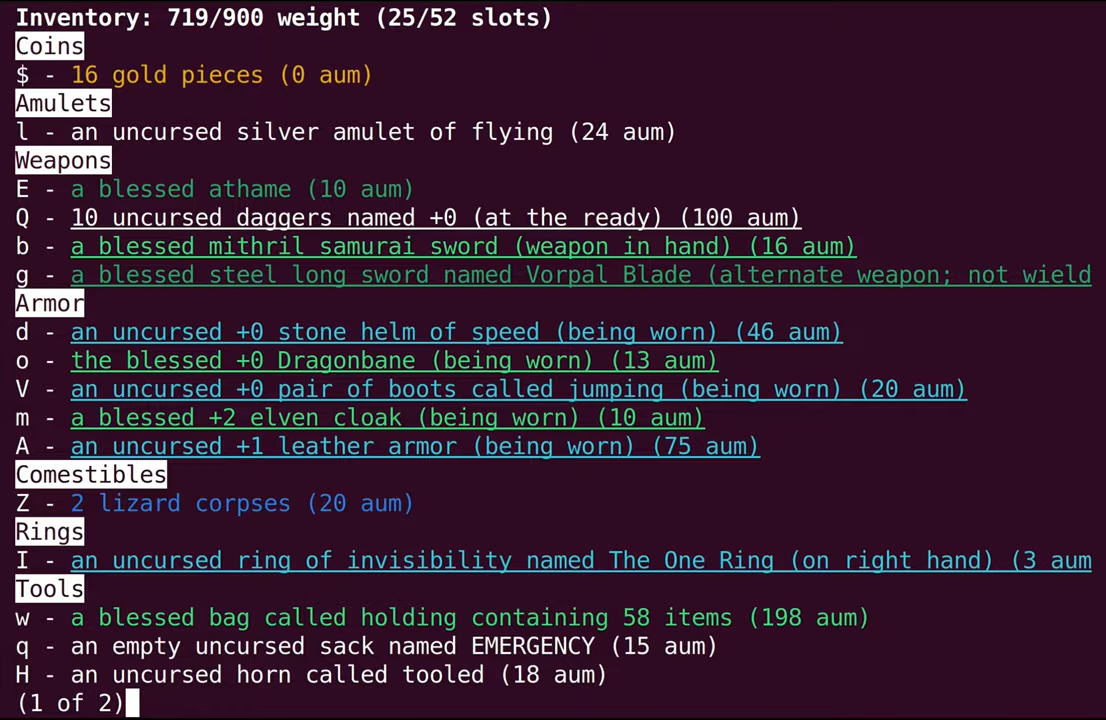 Inventory: 719/900 weight (25/52 slots)
Coins
$ - 16 gold pieces (0 aum)
Amulets
l - an uncursed silver amulet of flying (24 aum)
Weapons
E - a blessed athame (10 aum)
Q - 10 uncursed daggers named +0 (at the ready) (100 aum)
b - a blessed mithril samurai sword (weapon in hand) (16 aum)
g - a blessed steel long sword named Vorpal Blade (alternate weapon; not wield
Armor
d - an uncursed +0 stone helm of speed (being worn) (46 aum)
o - the blessed +0 Dragonbane (being worn) (13 aum)
V - an uncursed +0 pair of boots called jumping (being worn) (20 aum)
m - a blessed +2 elven cloak (being worn) (10 aum)
A - an uncursed +1 leather armor (being worn) (75 aum)
Comestibles
Z - 2 lizard corpses (20 aum)
Rings
I - an uncursed ring of invisibility named The One Ring (on right hand) (3 aum
Tools
w - a blessed bag called holding containing 58 items (198 aum)
q - an empty uncursed sack named EMERGENCY (15 aum)
H - an uncursed horn called tooled (18 aum)
(1 of 2)